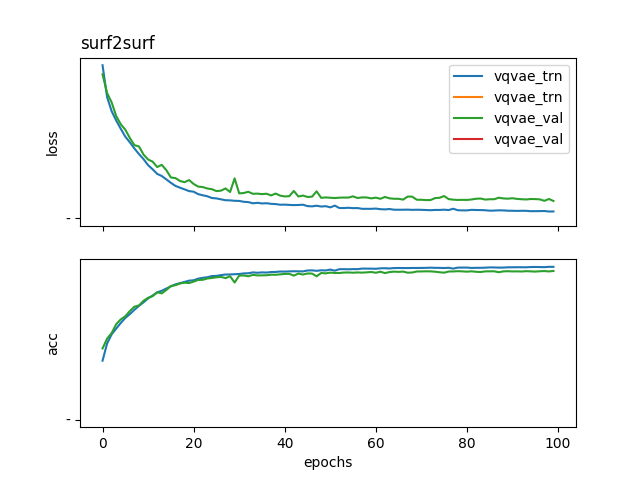 surf2surf
vqvae_trn
vqvae_trn
vqvae_val
vqvae_val
loss
-
acc
-
0 20 40 60 80 100
epochs